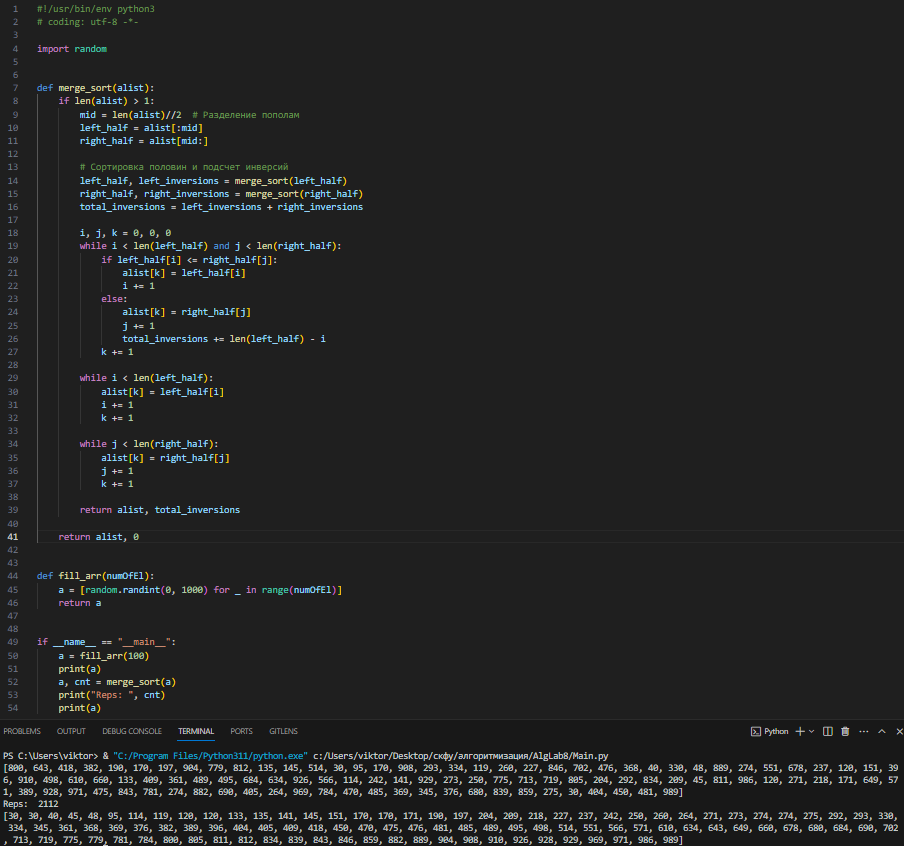 1 #!/usr/bin/env python3
2 # coding: utf-8 -*-
3
4 import random
5
6
7 def merge_sort(alist):
8 if len(alist) > 1:
9 mid = len(alist)//2 # Разделение пополам
10 left_half = alist[:mid]
11 right_half = alist[mid:]
12
13 # Сортировка половин и подсчет инверсий
14 left_half, left_inversions = merge_sort(left_half)
15 right_half, right_inversions = merge_sort(right_half)
16 total_inversions = left_inversions + right_inversions
17
18 i, j, k = 0, 0, 0
19 while i < len(left_half) and j < len(right_half):
20 if left_half[i] <= right_half[j]:
21 alist[k] = left_half[i]
22 i += 1
23 else:
24 alist[k] = right_half[j]
25 j += 1
26 total_inversions += len(left_half) - i
27 k += 1
28
29 while i < len(left_half):
30 alist[k] = left_half[i]
31 i += 1
32 k += 1
33
34 while j < len(right_half):
35 alist[k] = right_half[j]
36 j += 1
37 k += 1
38
39 return alist, total_inversions
40
41 return alist, 0
42
43
44 def fill_arr(numOfEl):
45 a = [random.randint(0, 1000) for _ in range(numOfEl)]
46 return a
47
48
49 if __name__ == "__main__":
50 a = fill_arr(100)
51 print(a)
52 a, cnt = merge_sort(a)
53 print("Reps: ", cnt)
54 print(a)
PROBLEMS OUTPUT DEBUG CONSOLE TERMINAL PORTS GITLENS Python
PS C:\Users\viktor> & "C:/Program Files/Python311/python.exe" c:/Users/viktor/Desktop/скфу/алгоритмизация/AlgLab8/Main.py
[800, 643, 418, 382, 190, 170, 197, 904, 779, 812, 135, 145, 514, 30, 95, 170, 908, 293, 334, 119, 260, 227, 846, 702, 476, 368, 40, 330, 48, 889, 274, 551, 678, 237, 120, 151, 39
6, 910, 498, 610, 660, 133, 409, 361, 489, 495, 684, 634, 926, 566, 114, 242, 141, 929, 273, 250, 775, 713, 719, 805, 204, 292, 834, 209, 45, 811, 986, 120, 271, 218, 171, 649, 57
1, 389, 928, 971, 475, 843, 781, 274, 882, 690, 405, 264, 969, 784, 470, 485, 369, 345, 376, 680, 839, 859, 275, 30, 404, 450, 481, 989]
Reps: 2112
[30, 30, 40, 45, 48, 95, 114, 119, 120, 120, 133, 135, 141, 145, 151, 170, 170, 171, 190, 197, 204, 209, 218, 227, 237, 242, 250, 260, 264, 271, 273, 274, 274, 275, 292, 293, 330,
334, 345, 361, 368, 369, 376, 382, 389, 396, 404, 405, 409, 418, 450, 470, 475, 476, 481, 485, 489, 495, 498, 514, 551, 566, 571, 610, 634, 643, 649, 660, 678, 680, 684, 690, 702
, 713, 719, 775, 779, 781, 784, 800, 805, 811, 812, 834, 839, 843, 846, 859, 882, 889, 904, 908, 910, 926, 928, 929, 969, 971, 986, 989]